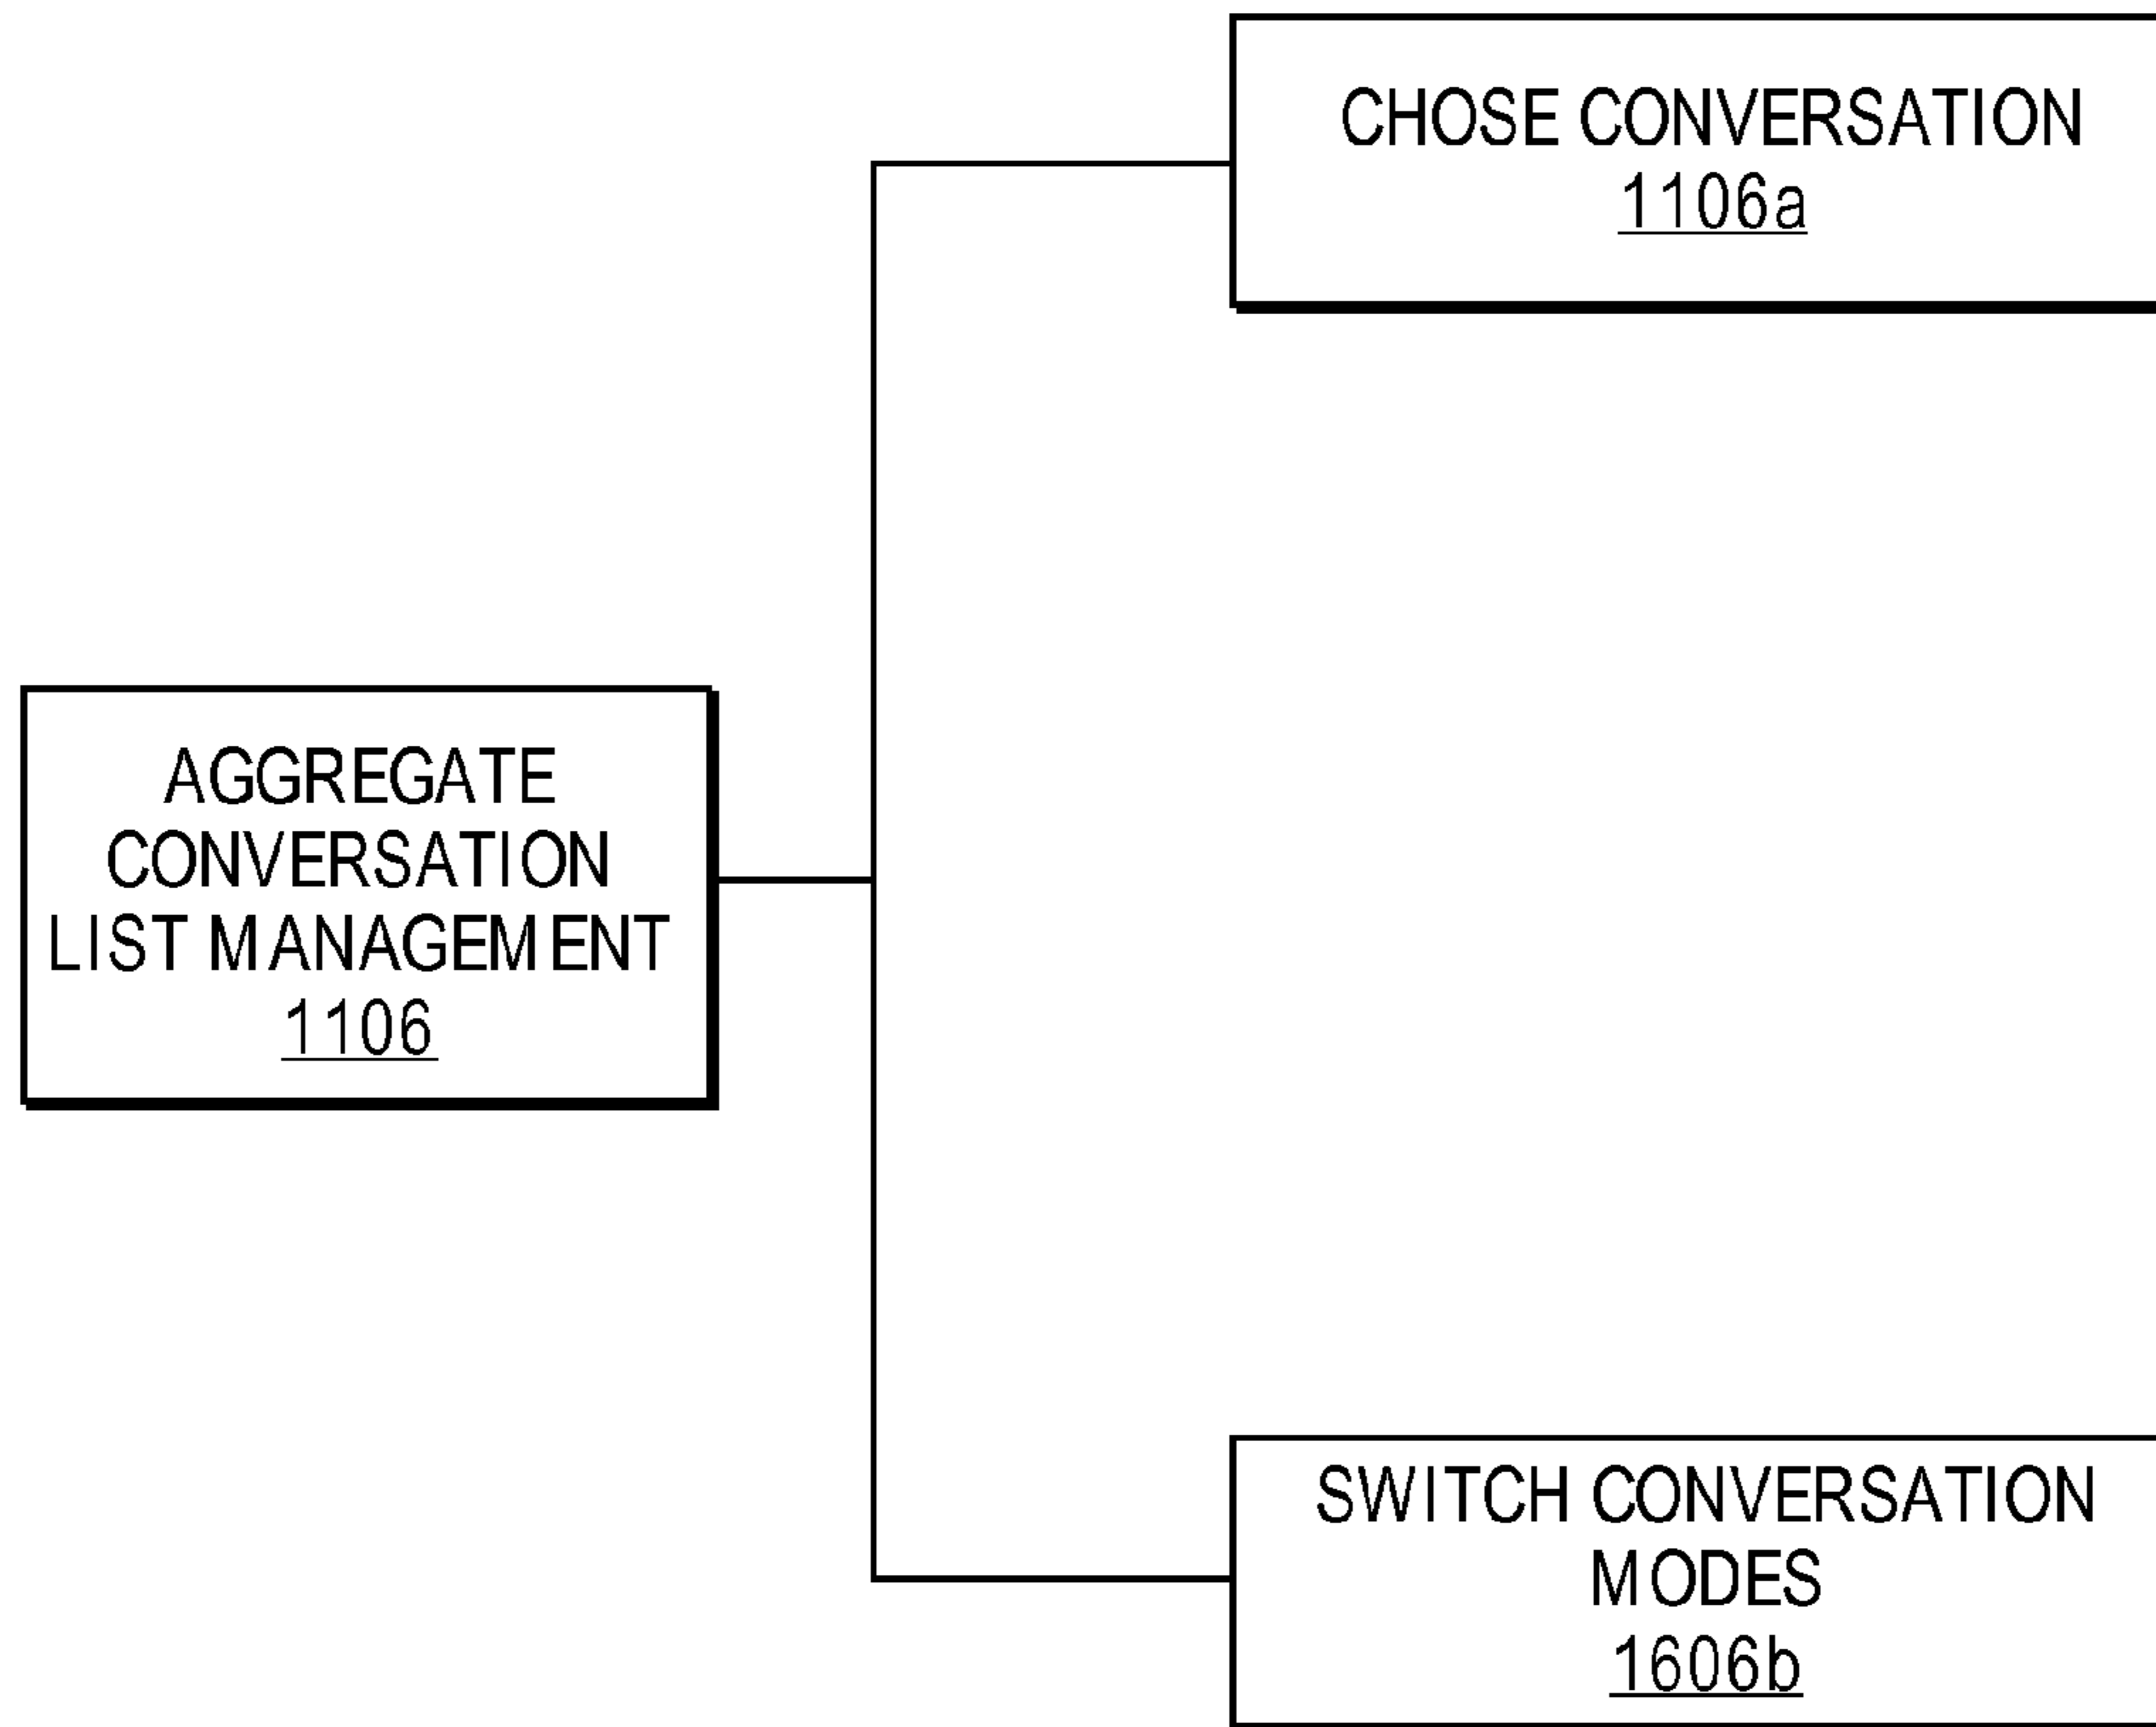 CHOSE CONVERSATION
1106a
AGGREGATE
CONVERSATION
LIST MANAGEMENT
1106
SWITCH CONVERSATION
MODES
1606b